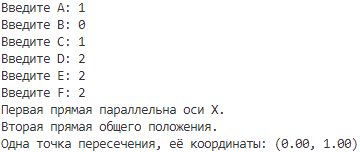 Введите A: 1
Введите B: 0
Введите C: 1
Введите D: 2
Введите E: 2
Введите F: 2
Первая прямая параллельна оси X.
Вторая прямая общего положения.
Одна точка пересечения, её координаты: (0.00, 1.00)